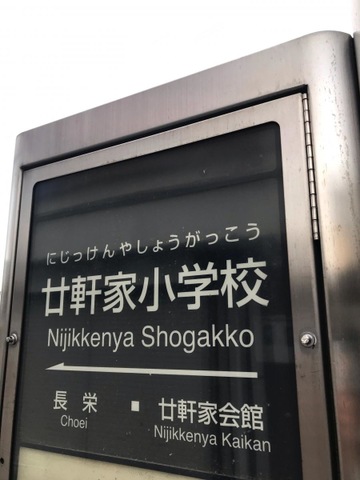 にじっけんやしょうがっこう
廿軒家小学校
Nijikkenya Shogakko
長栄 ■ 廿軒家会館
Choei Nijikkenya Kaikan